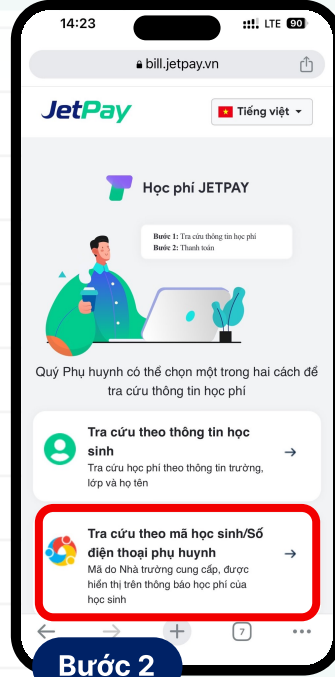 14:23
LTE 90
bill.jetpay.vn
JetPay
Tiếng việt
Học phí JETPAY
Bước 1: Tra cứu thông tin học phí
Bước 2: Thanh toán
Quý Phụ huynh có thể chọn một trong hai cách để
tra cứu thông tin học phí
Tra cứu theo thông tin học
sinh
Tra cứu học phí theo thông tin trường,
lớp và họ tên
Tra cứu theo mã học sinh/Số
điện thoại phụ huynh
Mã do Nhà trường cung cấp, được
hiển thị trên thông báo học phí của
học sinh
7
Bước 2